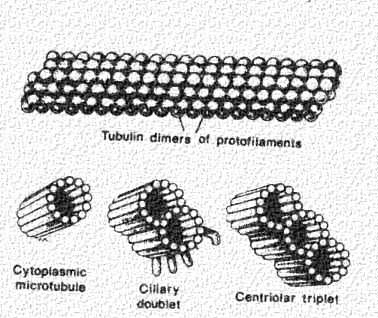 Tubulin dimers of protofilaments
Cytoplasmic
microtubule
Ciliary
doublet
Centriolar triplet